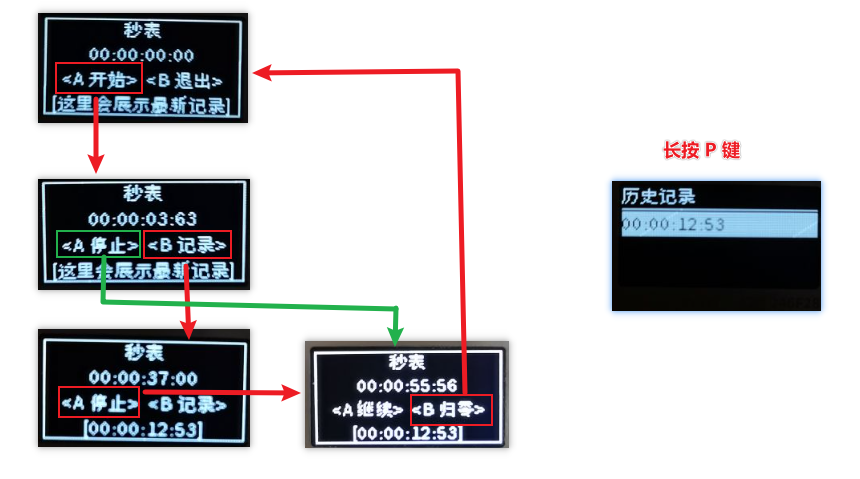 秒表
00:00:00:00
<A 开始> <B 退出>
[这里会展示最新记录]
秒表
00:00:03:63
<A 停止> <B 记录>
[这里会展示最新记录]
秒表
00:00:37:00
<A 停止> <B 记录>
[00:00:12:53]
秒表
00:00:55:56
<A 继续> <B 归零>
[00:00:12:53]
长按 P 键
历史记录
00:00:12:53